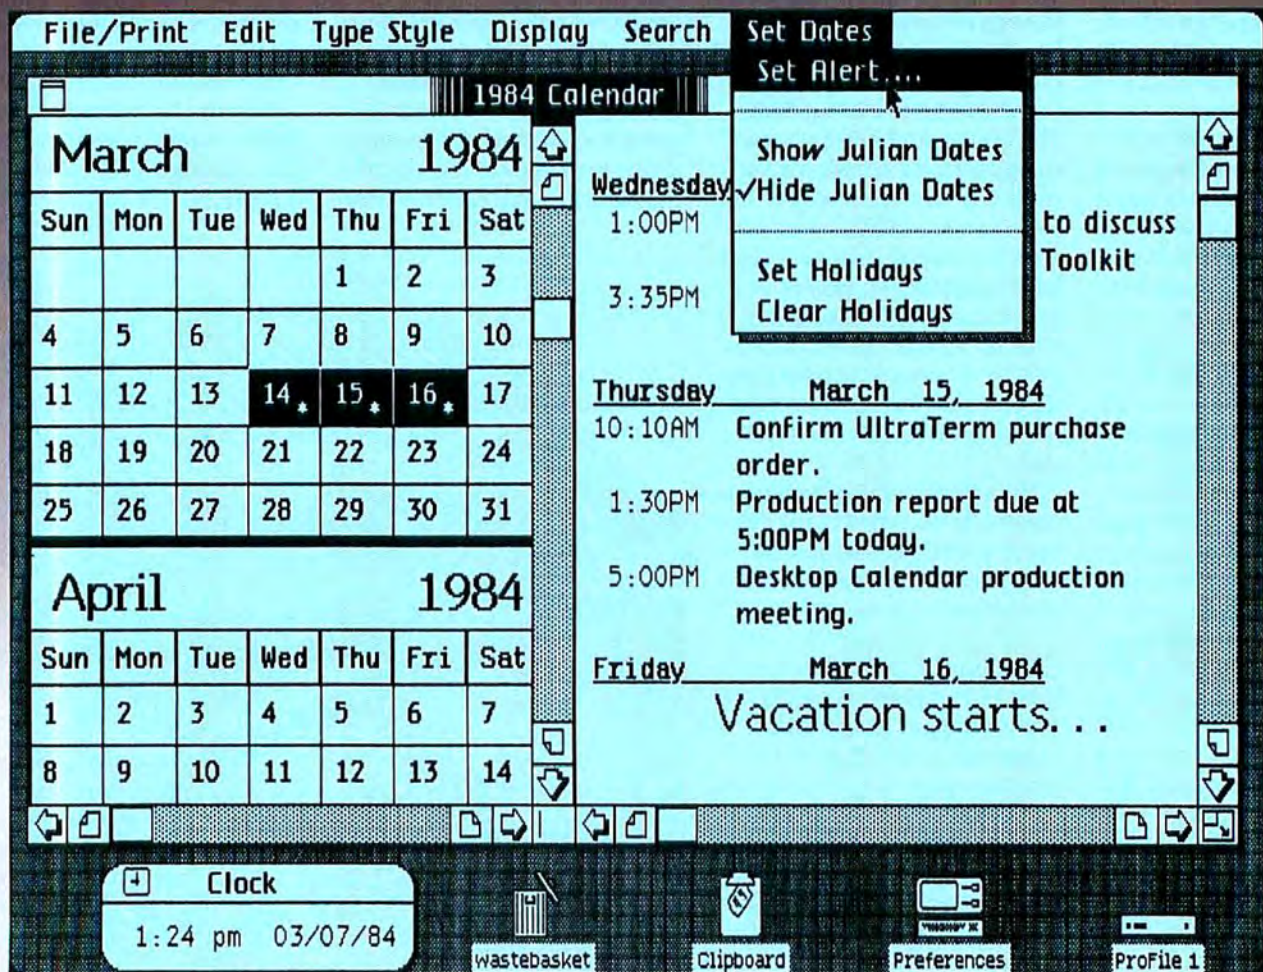 File/Print Edit Type Style Display Search Set Dates
Set Alert....
Show Julian Dates
✓Hide Julian Dates
Set Holidays
Clear Holidays
1984 Calendar
March 1984
Sun Mon Tue Wed Thu Fri Sat
1 2 3
4 5 6 7 8 9 10
11 12 13 14* 15* 16* 17
18 19 20 21 22 23 24
25 26 27 28 29 30 31
April 1984
Sun Mon Tue Wed Thu Fri Sat
1 2 3 4 5 6 7
8 9 10 11 12 13 14
Wednesday
1:00PM to discuss
Toolkit
3:35PM
Thursday March 15, 1984
10:10AM Confirm UltraTerm purchase
order.
1:30PM Production report due at
5:00PM today.
5:00PM Desktop Calendar production
meeting.
Friday March 16, 1984
Vacation starts...
Clock
1:24 pm 03/07/84
wastebasket
Clipboard
Preferences
ProFile 1